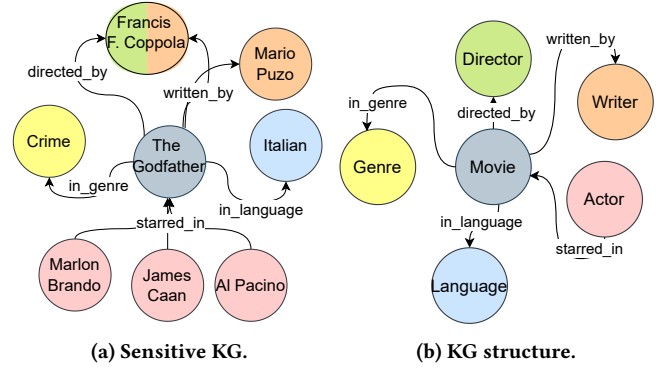 Francis
F. Coppola
Mario
Puzo
directed_by
written_by
Crime
The
Godfather
Italian
in_genre
in_language
starred_in
Marlon
Brando
James
Caan
Al Pacino
(a) Sensitive KG.
written_by
Director
in_genre
directed_by
Writer
Genre
Movie
Actor
in_language
starred_in
Language
(b) KG structure.